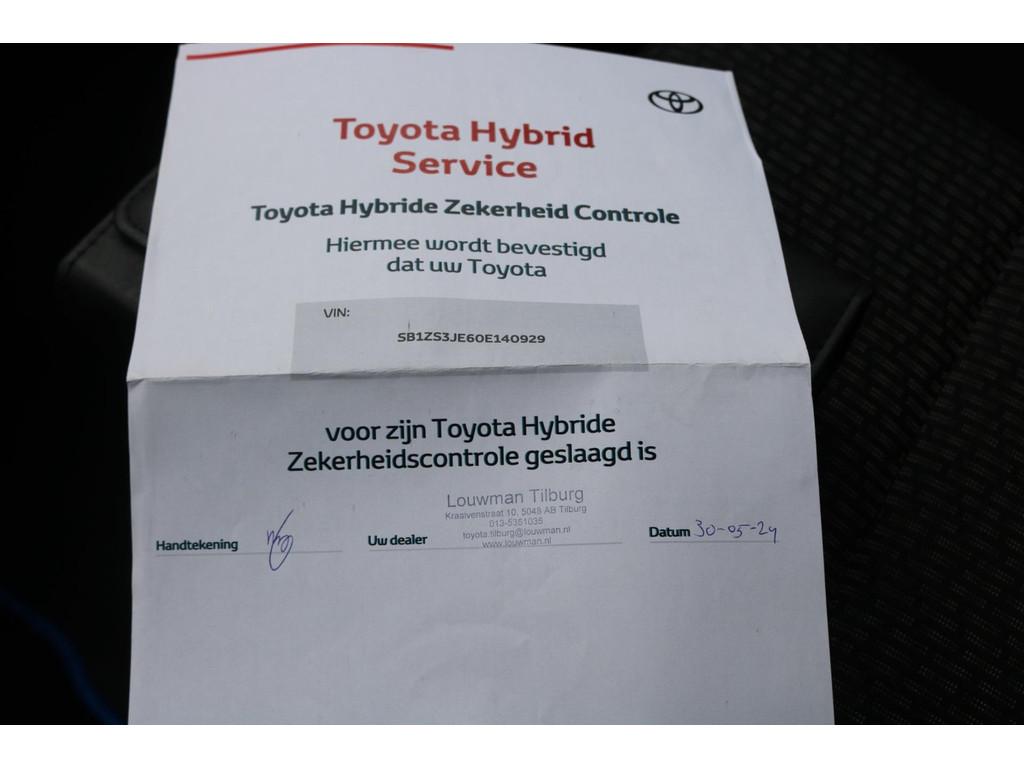 Toyota Hybrid
Service
Toyota Hybride Zekerheid Controle
Hiermee wordt bevestigd
dat uw Toyota
VIN:
SB1ZS3JE60E140929
voor zijn Toyota Hybride
Zekerheidscontrole geslaagd is
Louwman Tilburg
Kraaivenstraat 10, 5048 AB Tilburg
013-5351035
toyota.tilburg@louwman.nl
www.louwman.nl
Handtekening
Uw dealer
Datum 30-05-24